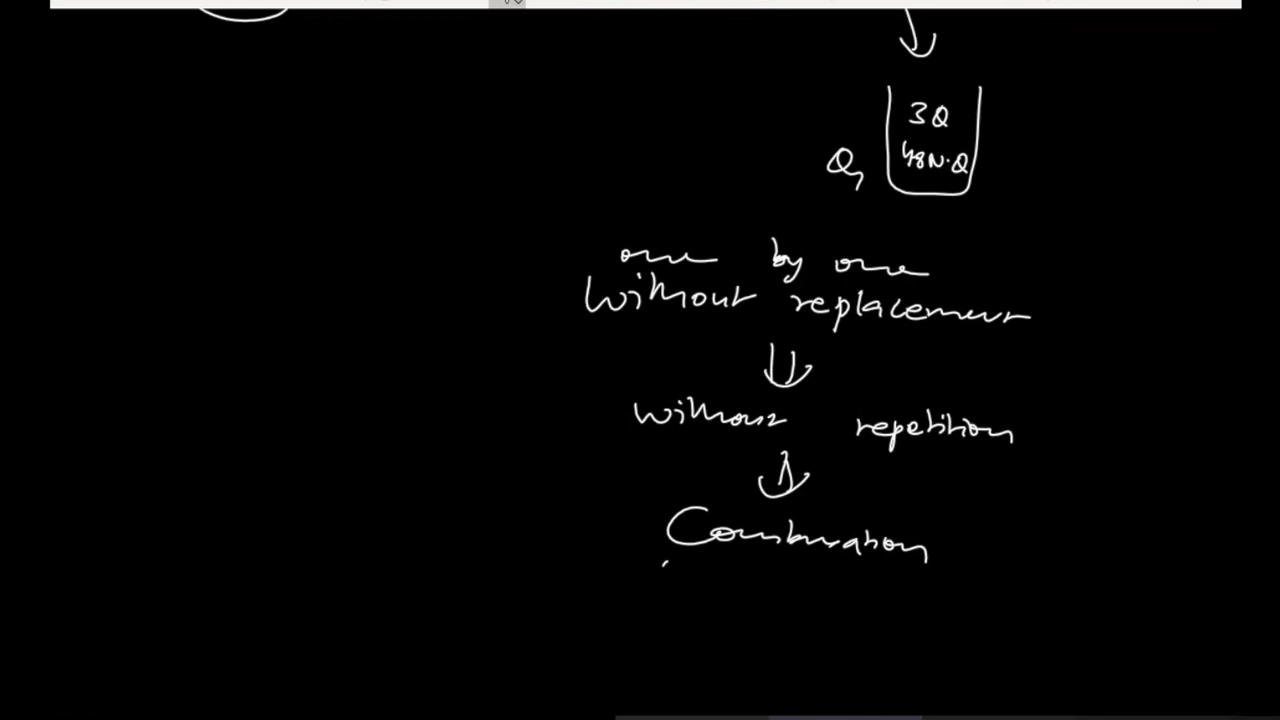 3Q
Q, 48N.Q
one by one
Without replacement
without repetition
Combination